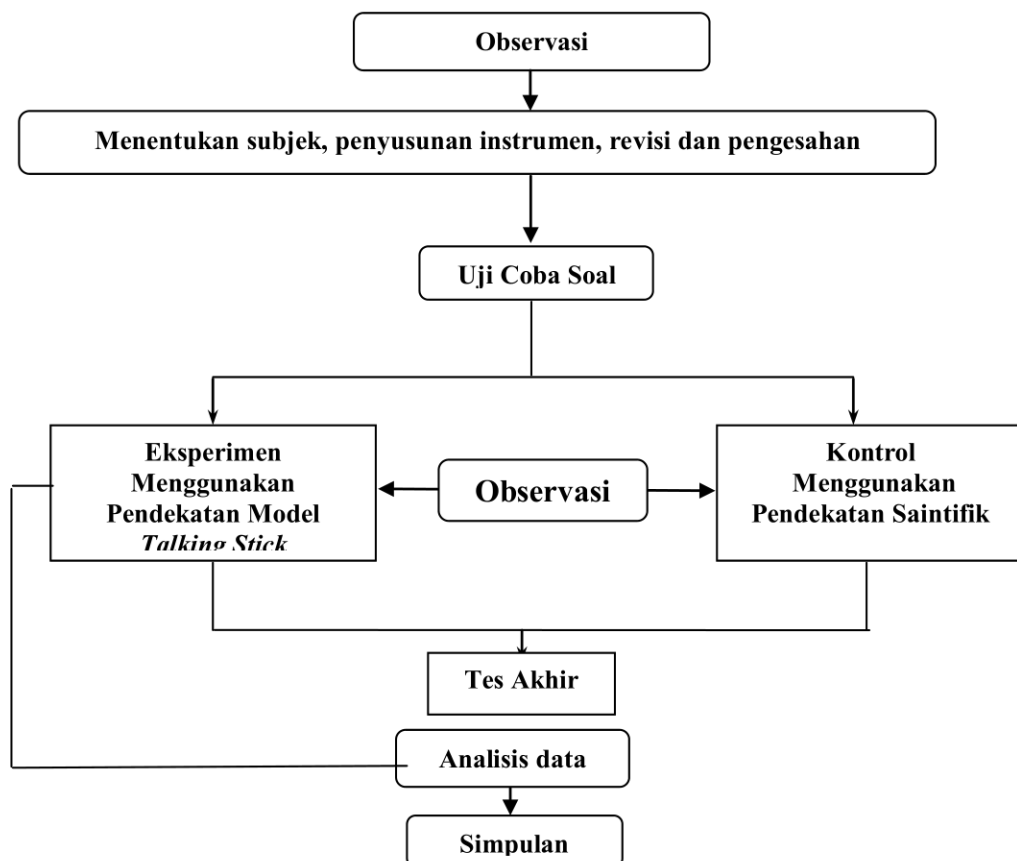 Observasi
Menentukan subjek, penyusunan instrumen, revisi dan pengesahan
Uji Coba Soal
Eksperimen
Menggunakan
Pendekatan Model
Talking Stick
Observasi
Kontrol
Menggunakan
Pendekatan Saintifik
Tes Akhir
Analisis data
Simpulan